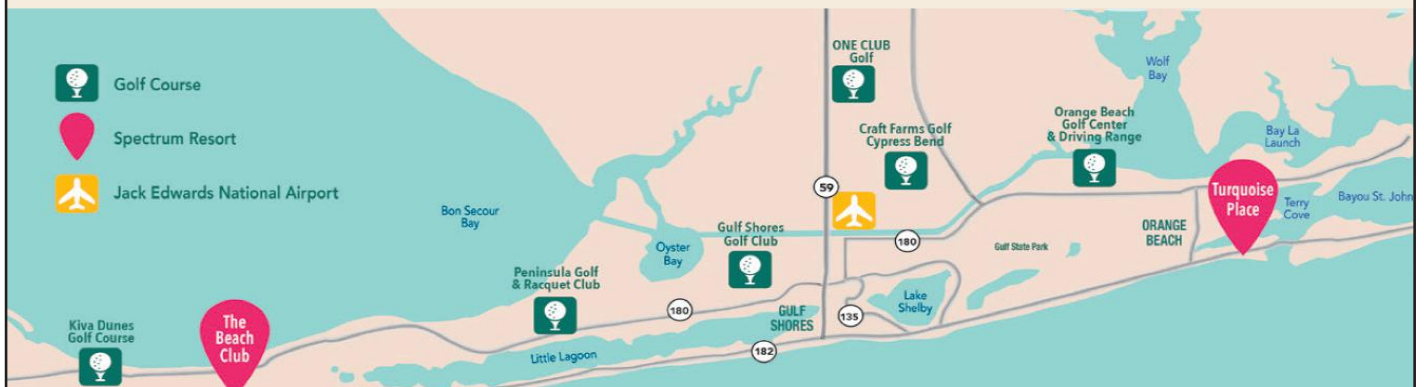 Golf Course
Spectrum Resort
Jack Edwards National Airport
Bon Secour
Bay
Kiva Dunes
Golf Course
The
Beach
Club
Peninsula Golf
& Racquet Club
180
Little Lagoon
Oyster
Bay
Gulf Shores
Golf Club
182
GULF
SHORES
59
ONE CLUB
Golf
Craft Farms Golf
Cypress Bend
180
135
Lake
Shelby
Gulf State Park
Orange Beach
Golf Center
& Driving Range
Wolf
Bay
Bay La
Launch
ORANGE
BEACH
Turquoise
Place
Terry
Cove
Bayou St. John